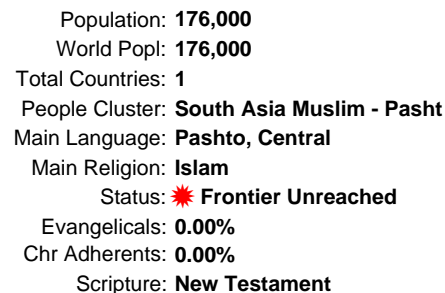 Population: 176,000
World Popl: 176,000
Total Countries: 1
People Cluster: South Asia Muslim - Pasht
Main Language: Pashto, Central
Main Religion: Islam
Status: Frontier Unreached
Evangelicals: 0.00%
Chr Adherents: 0.00%
Scripture: New Testament